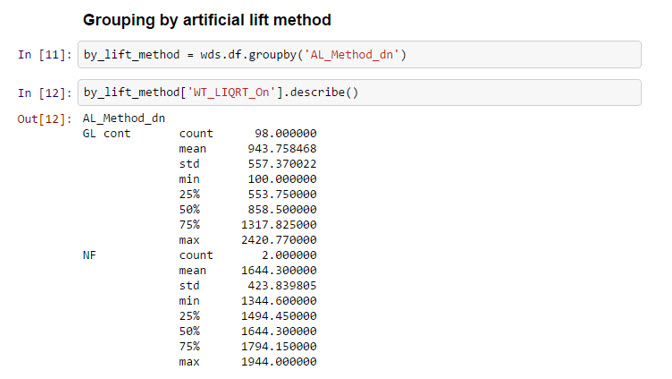 Grouping by artificial lift method
In [11]: by_lift_method = wds.df.groupby('AL_Method_dn')
In [12]: by_lift_method['WT_LIQRT_On'].describe()
Out[12]: AL_Method_dn
GL cont count 98.000000
mean 943.758468
std 557.370022
min 100.000000
25% 553.750000
50% 858.500000
75% 1317.825000
max 2420.770000
NF count 2.000000
mean 1644.300000
std 423.839805
min 1344.600000
25% 1494.450000
50% 1644.300000
75% 1794.150000
max 1944.000000